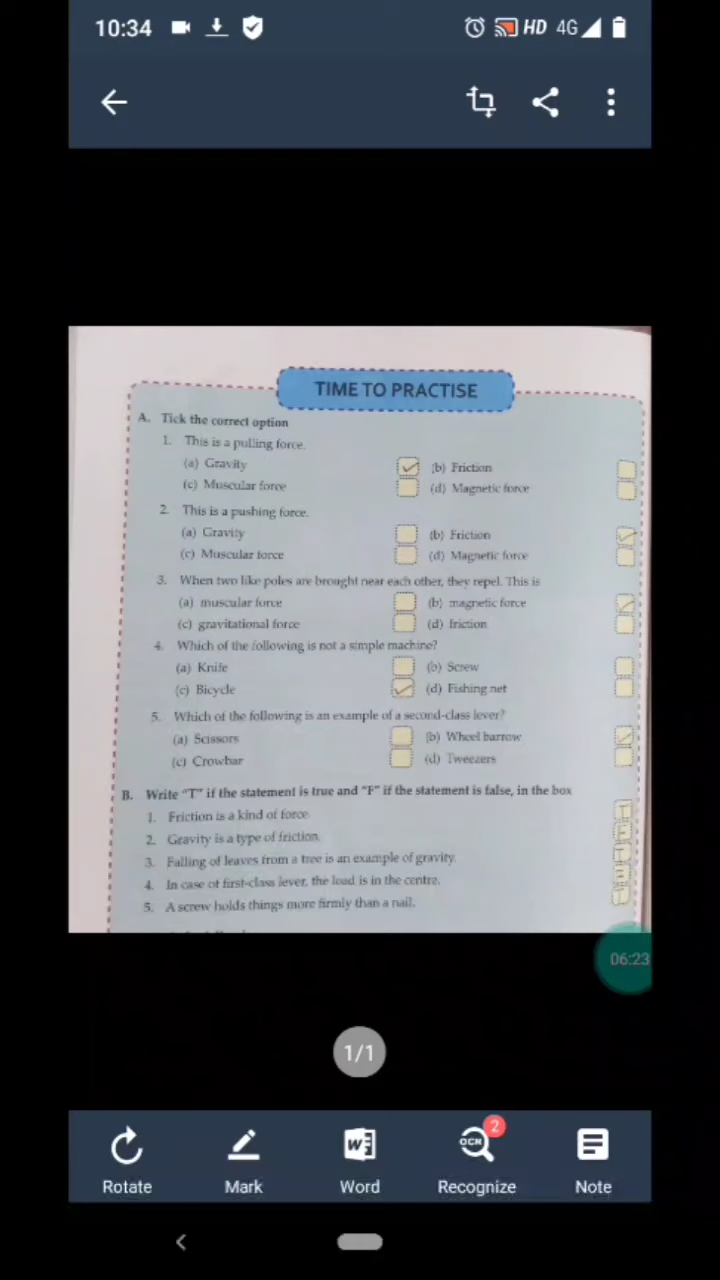 10:34 HD 4G
TIME TO PRACTISE
A. Tick the correct option
1. This is a pulling force.
(a) Gravity (b) Friction
(c) Muscular force (d) Magnetic force
2. This is a pushing force.
(a) Gravity (b) Friction
(c) Muscular force (d) Magnetic force
3. When two like poles are brought near each other, they repel. This is
(a) muscular force (b) magnetic force
(c) gravitational force (d) friction
4. Which of the following is not a simple machine?
(a) Knife (b) Screw
(c) Bicycle (d) Fishing net
5. Which of the following is an example of a second-class lever?
(a) Scissors (b) Wheel barrow
(c) Crowbar (d) Tweezers
B. Write "T" if the statement is true and "F" if the statement is false, in the box
1. Friction is a kind of force. T
2. Gravity is a type of friction. F
3. Falling of leaves from a tree is an example of gravity. T
4. In case of first-class lever, the load is in the centre. F
5. A screw holds things more firmly than a nail. T
06:23
1/1
OCR 2
Rotate Mark Word Recognize Note